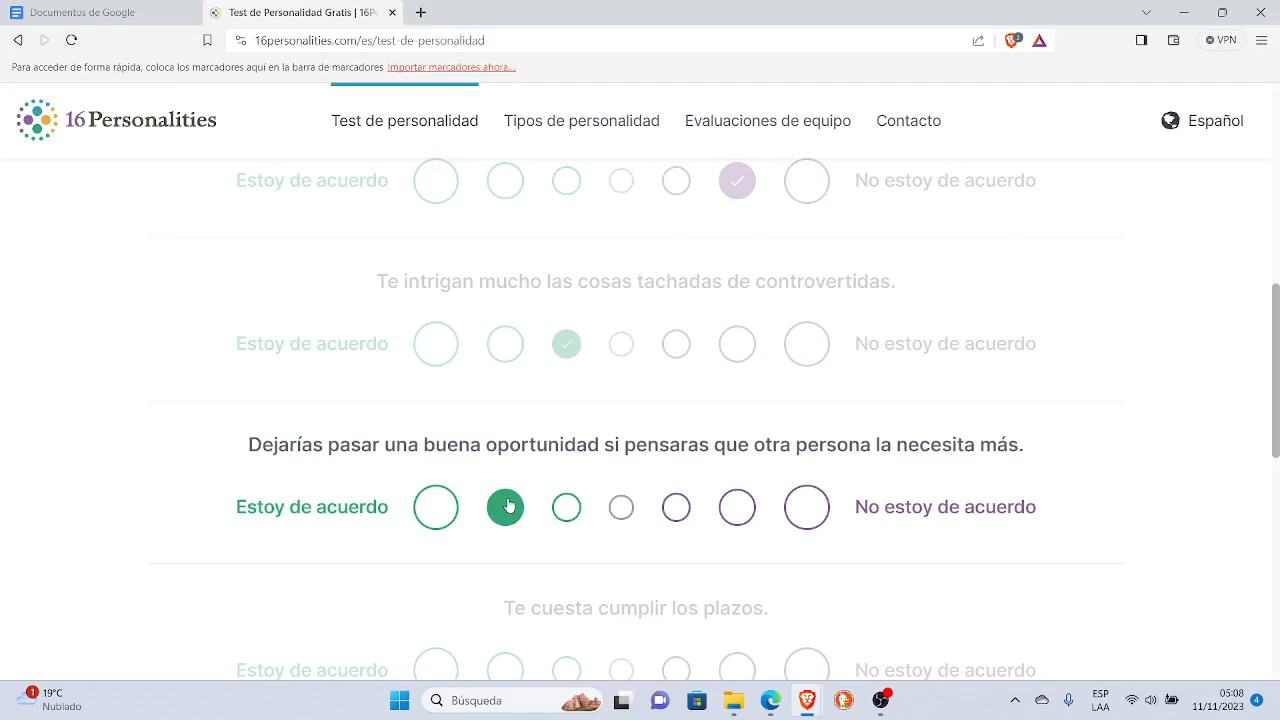 Documentos de Google
Test de Personalidad Gratis | 16P
16personalities.com/es/test-de-personalidad
2
VPN
Para acceder de forma rápida, coloca los marcadores aquí en la barra de marcadores Importar marcadores ahora...
16Personalities
Test de personalidad
Tipos de personalidad
Evaluaciones de equipo
Contacto
Español
Estoy de acuerdo
No estoy de acuerdo
Te intrigan mucho las cosas tachadas de controvertidas.
Estoy de acuerdo
No estoy de acuerdo
Dejarías pasar una buena oportunidad si pensaras que otra persona la necesita más.
Estoy de acuerdo
No estoy de acuerdo
Te cuesta cumplir los plazos.
Estoy de acuerdo
No estoy de acuerdo
1
19°C
Nublado
Búsqueda
ESP
LAA
05:08
11/11/2023
4